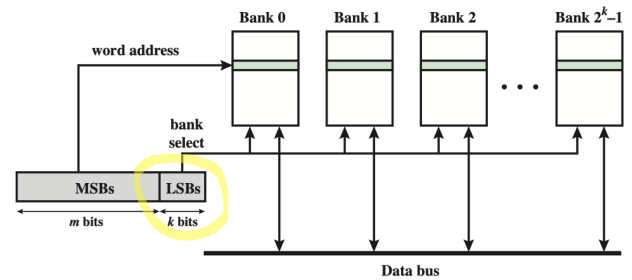 Bank 0 Bank 1 Bank 2 Bank 2^k–1
word address
• • •
bank
select
MSBs LSBs
m bits k bits
Data bus